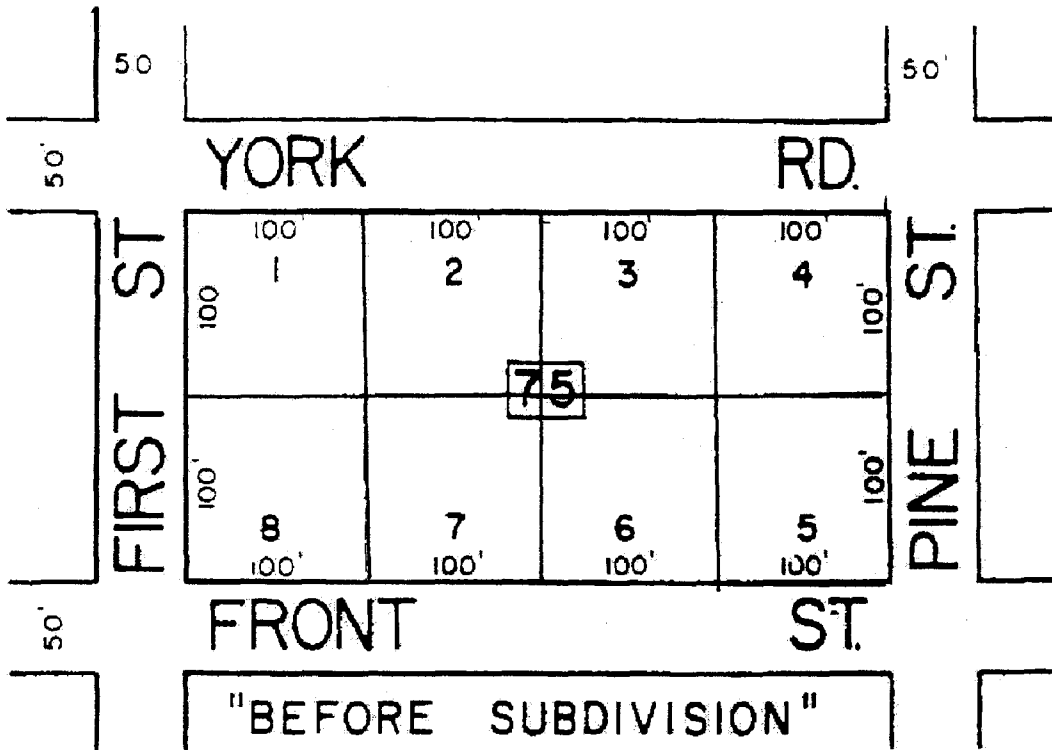 50 50'
50' YORK RD.
100' 100' 100' 100'
1 2 3 4
FIRST ST
PINE ST.
100 100'
75
100' 100'
8 7 6 5
100' 100' 100' 100'
50' FRONT ST.
"BEFORE SUBDIVISION"